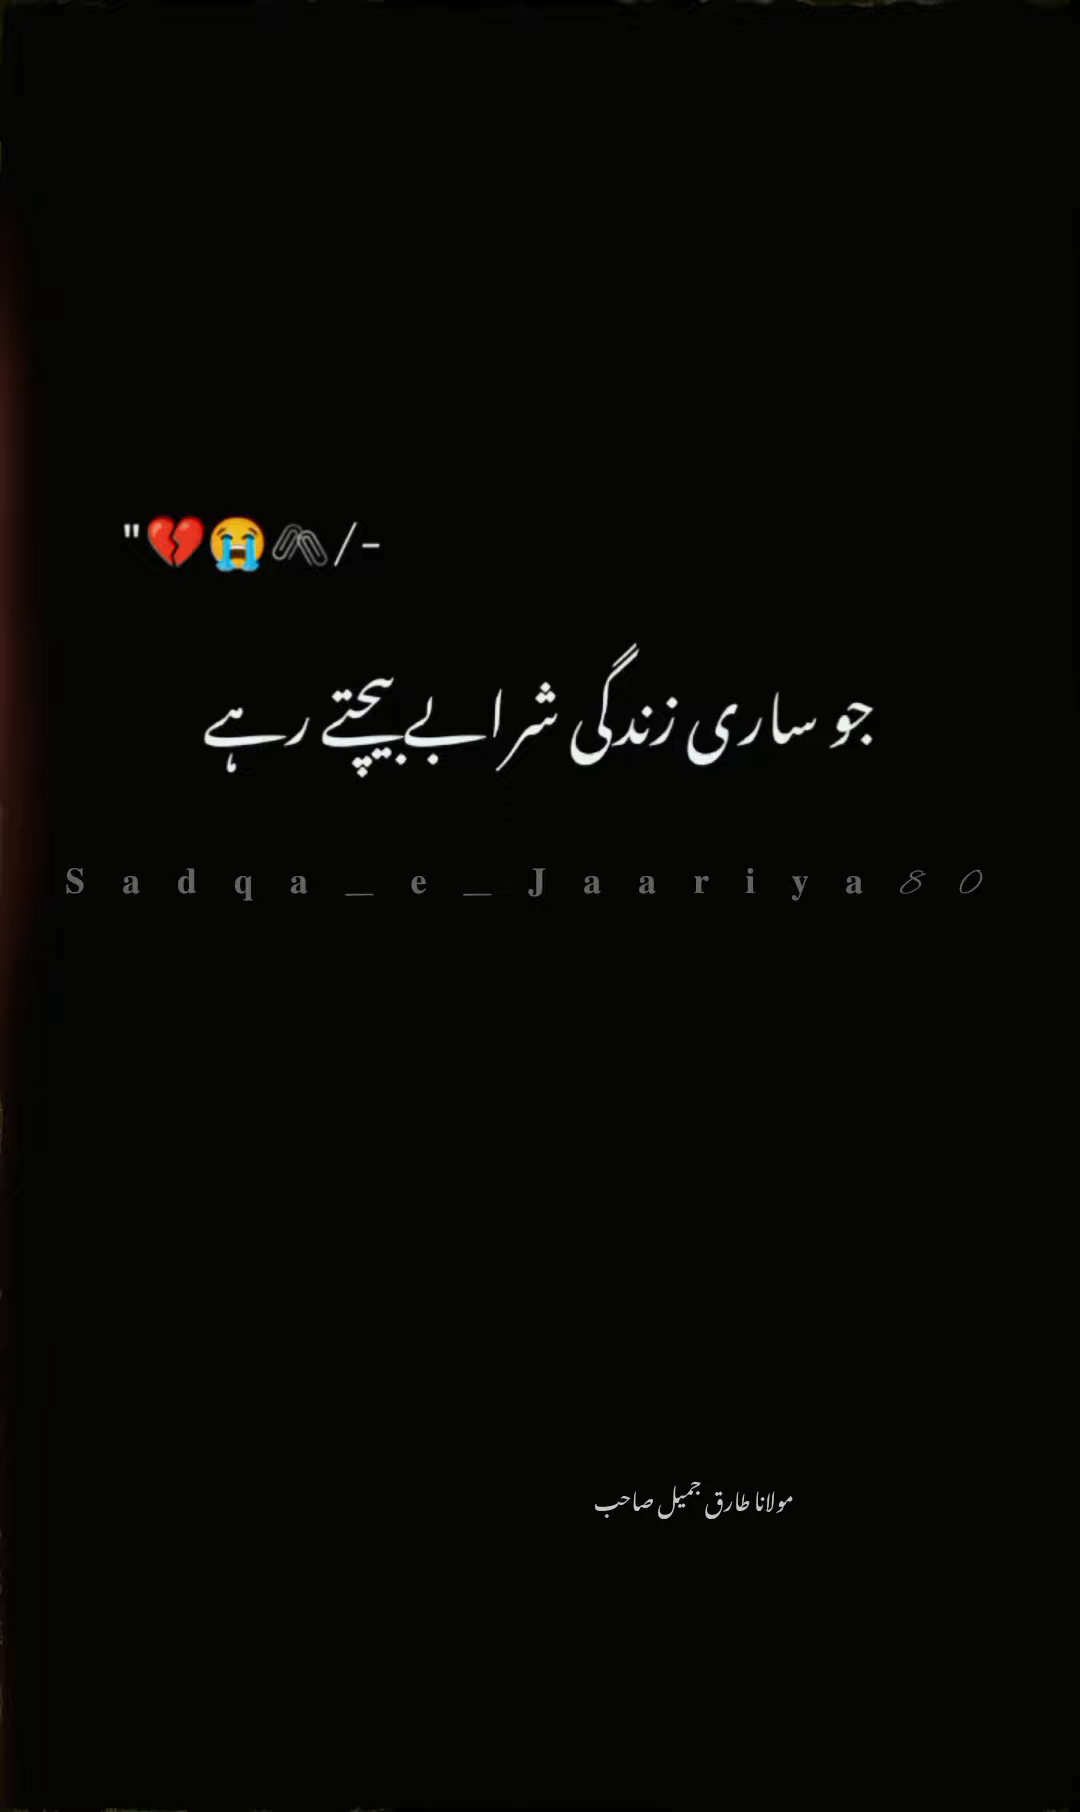 "💔😭🖇️/-
جو ساری زندگی شرابے بیچتے رہے
Sadqa_e_Jaariya80
مولانا طارق جمیل صاحب